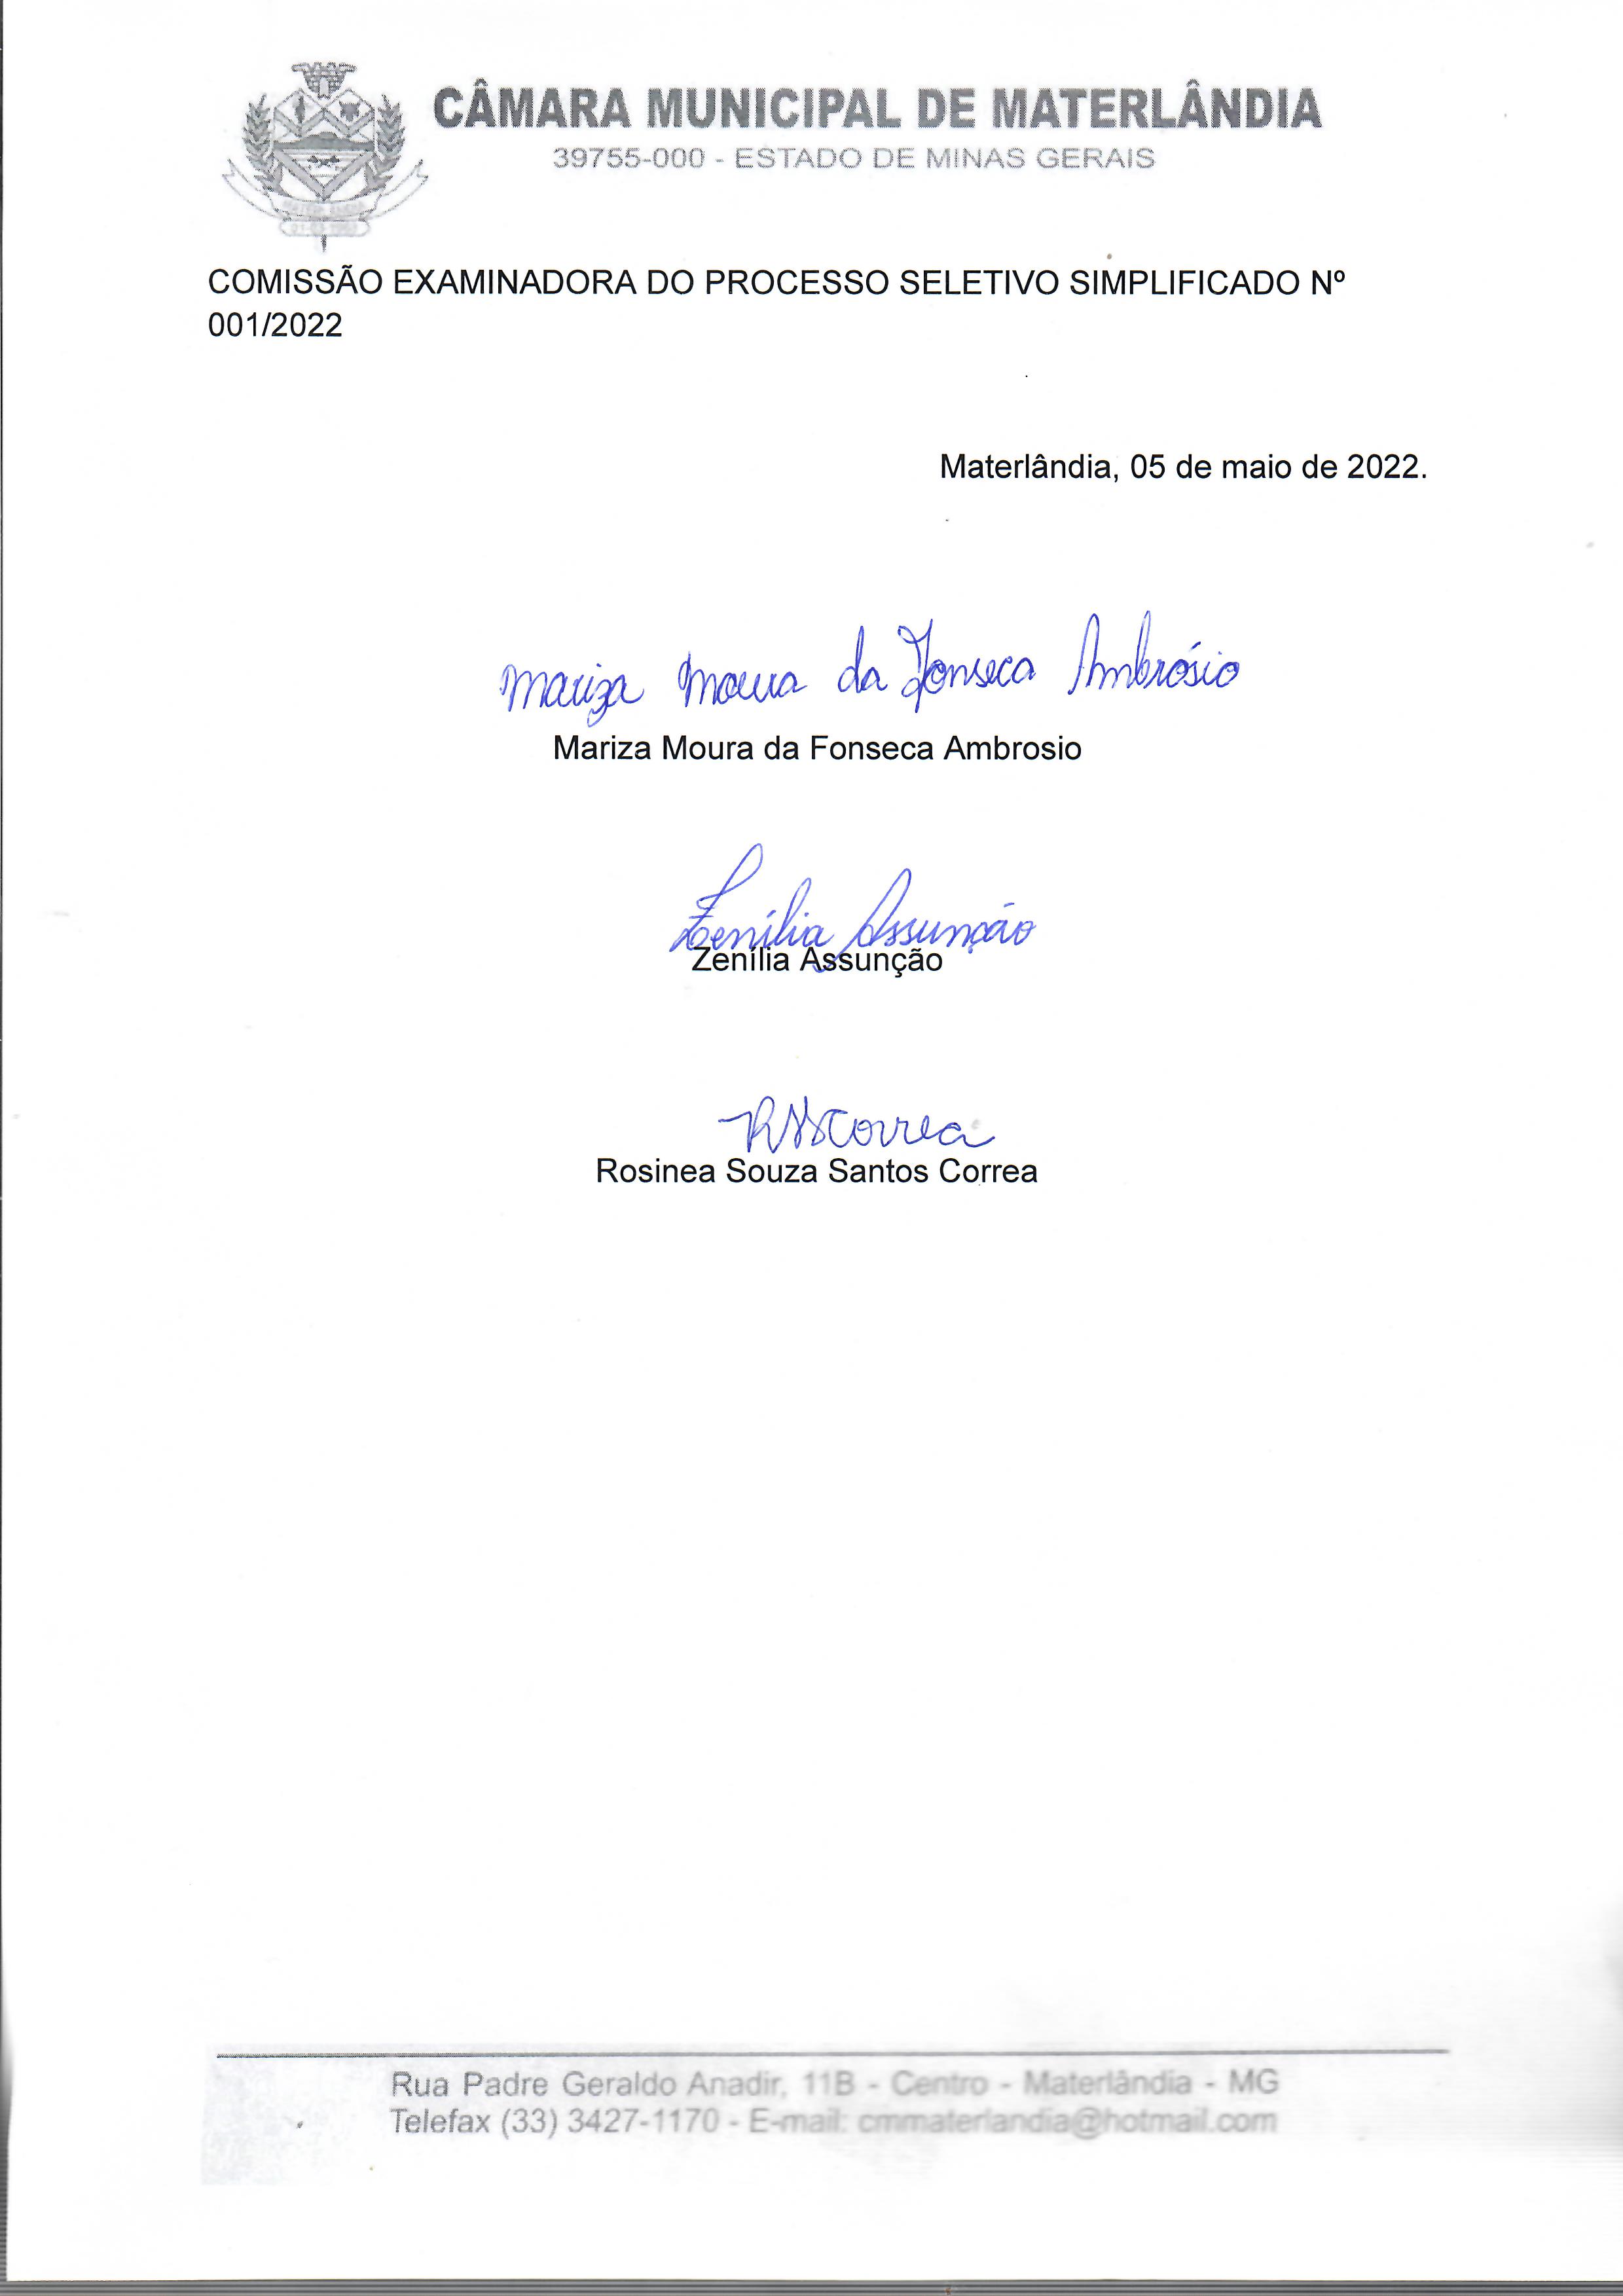 CÂMARA MUNICIPAL DE MATERLÂNDIA
39755-000 - ESTADO DE MINAS GERAIS
COMISSÃO EXAMINADORA DO PROCESSO SELETIVO SIMPLIFICADO Nº
001/2022
Materlândia, 05 de maio de 2022.
Mariza Moura da Fonseca Ambrósio
Mariza Moura da Fonseca Ambrosio
Zenília Assunção
Zenília Assunção
RSSCorrea
Rosinea Souza Santos Correa
Rua Padre Geraldo Anadir, 11B - Centro - Materlândia - MG
Telefax (33) 3427-1170 - E-mail: cmmaterlandia@hotmail.com